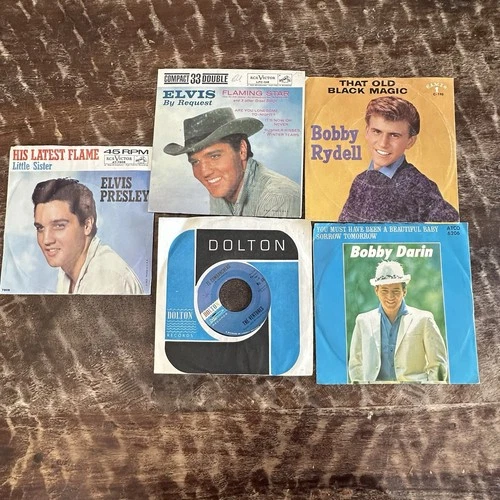 COMPACT 33 DOUBLE
RCA VICTOR
ELVIS
By Request
FLAMING STAR
THAT OLD
BLACK MAGIC
Bobby
Rydell
HIS LATEST FLAME
Little Sister
45 RPM
RCA VICTOR
ELVIS
PRESLEY
DOLTON
DOLTON
RECORDS
THE VENTURES
YOU MUST HAVE BEEN A BEAUTIFUL BABY
SORROW TOMORROW
ATCO
6206
Bobby Darin